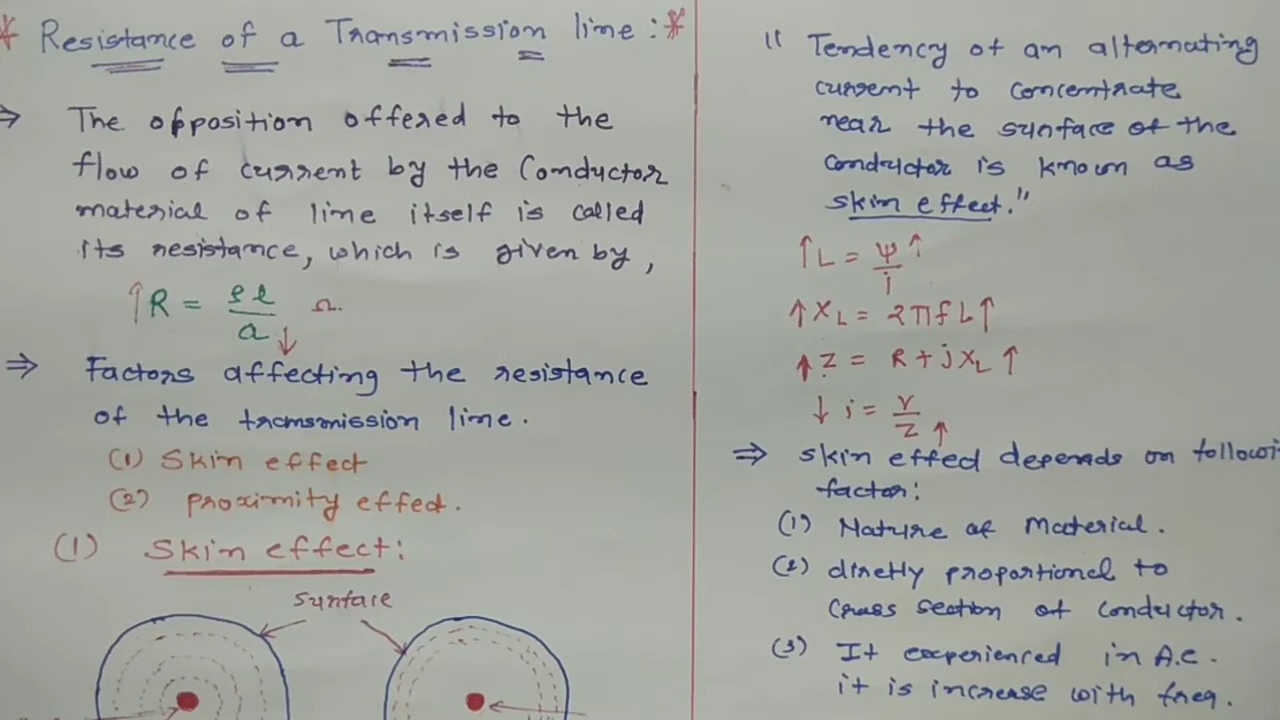 * Resistance of a Transmission line : *
⇒ The opposition offered to the
flow of current by the Conductor
material of line itself is called
its resistance, which is given by,
↑R = ρl/a↓ Ω.
⇒ Factors affecting the resistance
of the transmission line.
(1) Skin effect
(2) proximity effect.
(1) Skin effect :
surface
" Tendency of an alternating
current to concentrate
near the surface of the
conductor is known as
skin effect."
↑L = ψ↑/i
↑XL = 2πfL↑
↑Z = R + jXL↑
↓i = V/Z↑
⇒ skin effect depends on followi
factor :
(1) Nature of Material.
(2) diretly proportional to
cross section of conductor.
(3) It experienced in A.C.
it is increase with freq.